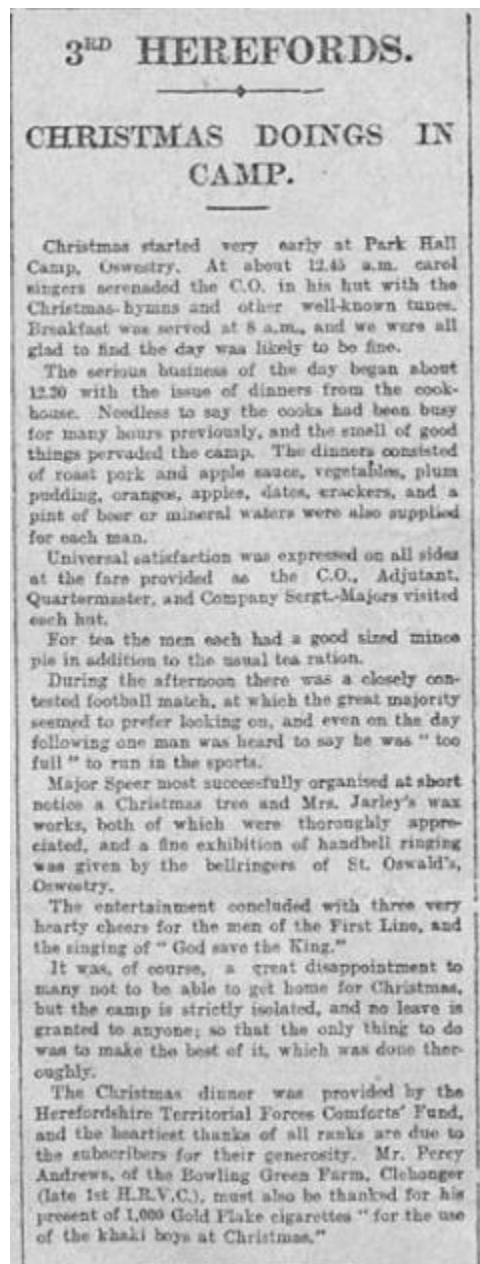 3RD HEREFORDS.
CHRISTMAS DOINGS IN
CAMP.
Christmas started very early at Park Hall
Camp, Oswestry. At about 12.45 a.m. carol
singers serenaded the C.O. in his hut with the
Christmas hymns and other well-known tunes.
Breakfast was served at 8 a.m., and we were all
glad to find the day was likely to be fine.
The serious business of the day began about
12.30 with the issue of dinners from the cook-
house. Needless to say the cooks had been busy
for many hours previously, and the smell of good
things pervaded the camp. The dinners consisted
of roast pork and apple sauce, vegetables, plum
pudding, oranges, apples, dates, crackers, and a
pint of beer or mineral waters were also supplied
for each man.
Universal satisfaction was expressed on all sides
at the fare provided as the C.O., Adjutant,
Quartermaster, and Company Sergt.-Majors visited
each hut.
For tea the men each had a good sized mince
pie in addition to the usual tea ration.
During the afternoon there was a closely con-
tested football match, at which the great majority
seemed to prefer looking on, and even on the day
following one man was heard to say he was " too
full " to run in the sports.
Major Speer most successfully organised at short
notice a Christmas tree and Mrs. Jarley's wax
works, both of which were thoroughly appre-
ciated, and a fine exhibition of handbell ringing
was given by the bellringers of St. Oswald's,
Oswestry.
The entertainment concluded with three very
hearty cheers for the men of the First Line, and
the singing of " God save the King."
It was, of course, a great disappointment to
many not to be able to get home for Christmas,
but the camp is strictly isolated, and no leave is
granted to anyone; so that the only thing to do
was to make the best of it, which was done thor-
oughly.
The Christmas dinner was provided by the
Herefordshire Territorial Forces Comforts' Fund,
and the heartiest thanks of all ranks are due to
the subscribers for their generosity. Mr. Percy
Andrews, of the Bowling Green Farm, Clehonger
(late 1st H.R.V.C.), must also be thanked for his
present of 1,000 Gold Flake cigarettes " for the use
of the khaki boys at Christmas."